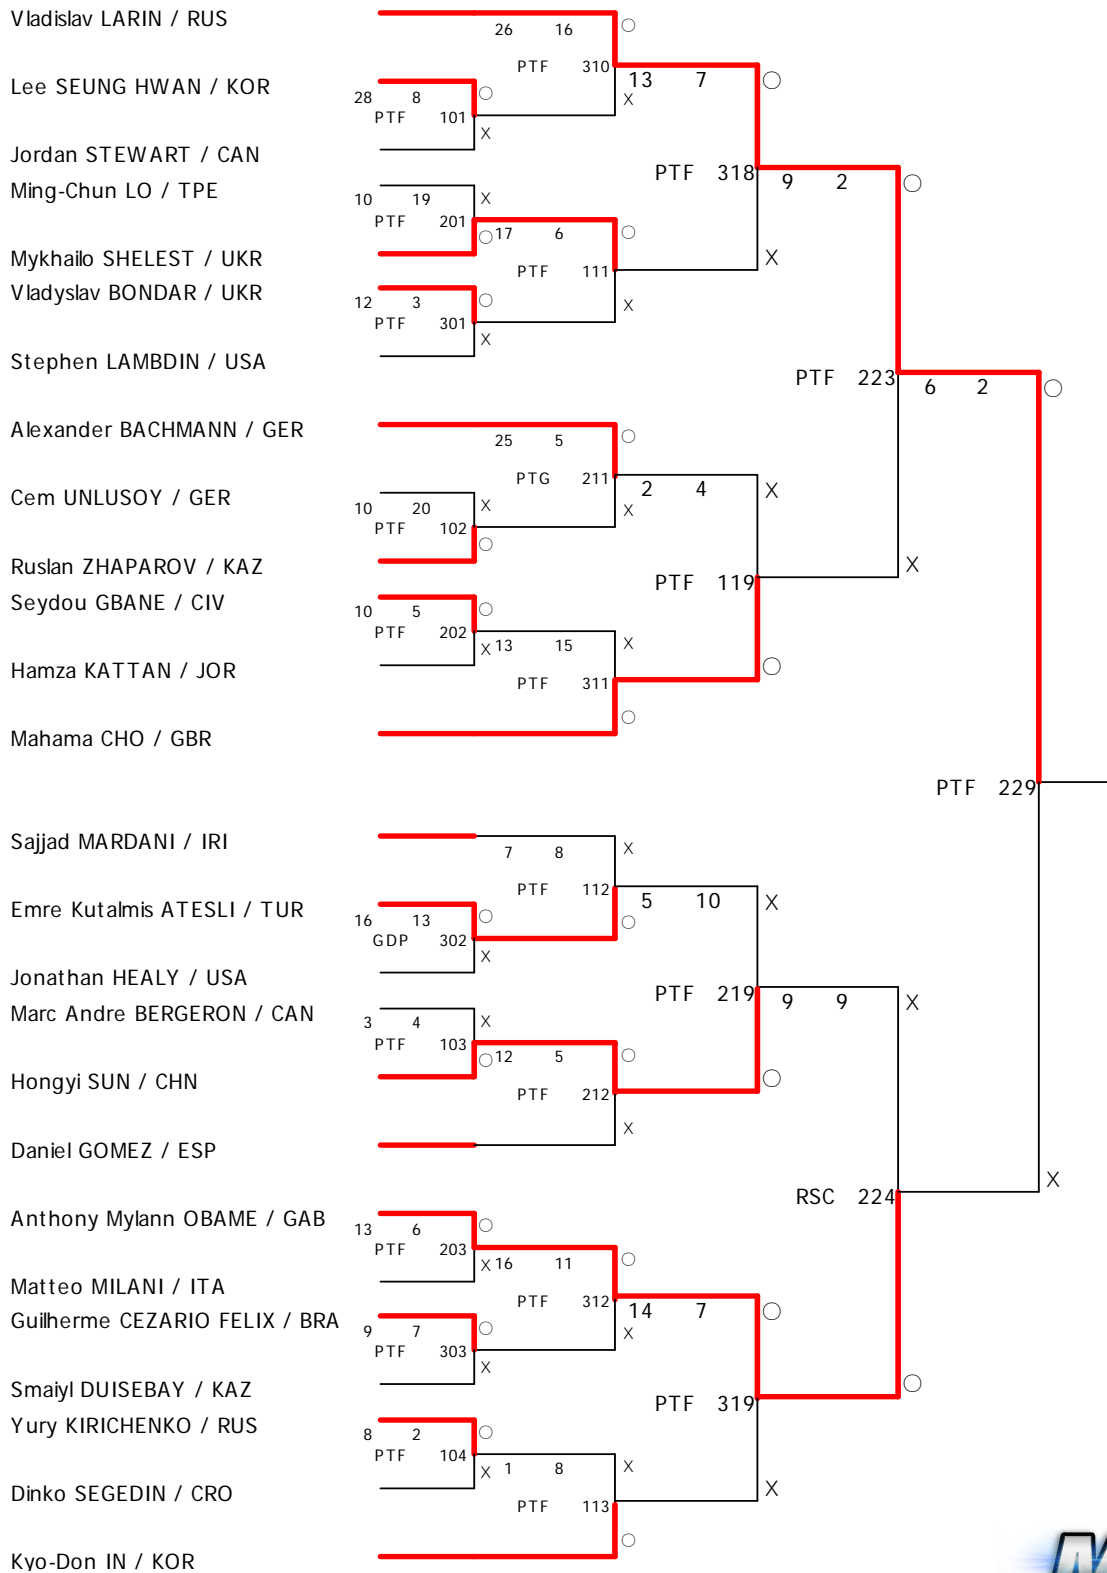 Vladislav LARIN / RUS
26 16
PTF 310
Lee SEUNG HWAN / KOR
13 7
28 8
PTF 101
Jordan STEWART / CAN
PTF 318
Ming-Chun LO / TPE
9 2
10 19
PTF 201
17 6
Mykhailo SHELEST / UKR
PTF 111
Vladyslav BONDAR / UKR
12 3
PTF 301
Stephen LAMBDIN / USA
PTF 223
6 2
Alexander BACHMANN / GER
25 5
PTG 211
2 4
Cem UNLUSOY / GER
10 20
PTF 102
Ruslan ZHAPAROV / KAZ
PTF 119
Seydou GBANE / CIV
10 5
PTF 202
13 15
Hamza KATTAN / JOR
PTF 311
Mahama CHO / GBR
PTF 229
Sajjad MARDANI / IRI
7 8
PTF 112
5 10
Emre Kutalmis ATESLI / TUR
16 13
GDP 302
Jonathan HEALY / USA
PTF 219
9 9
Marc Andre BERGERON / CAN
3 4
PTF 103
12 5
Hongyi SUN / CHN
PTF 212
Daniel GOMEZ / ESP
RSC 224
Anthony Mylann OBAME / GAB
13 6
PTF 203
16 11
Matteo MILANI / ITA
PTF 312
14 7
Guilherme CEZARIO FELIX / BRA
9 7
PTF 303
Smaiyl DUISEBAY / KAZ
PTF 319
Yury KIRICHENKO / RUS
8 2
PTF 104
1 8
Dinko SEGEDIN / CRO
PTF 113
Kyo-Don IN / KOR